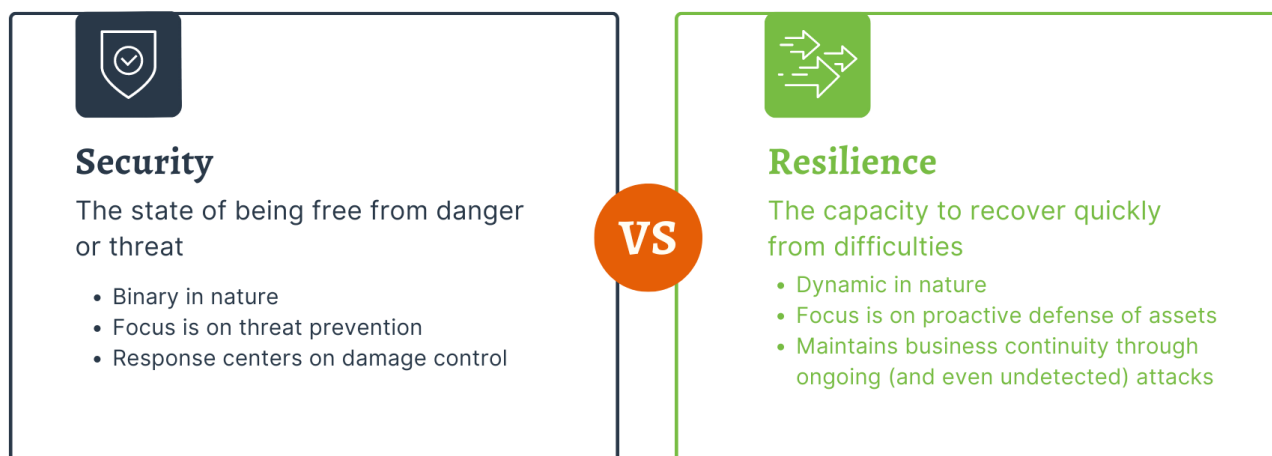 Security
The state of being free from danger
or threat
• Binary in nature
• Focus is on threat prevention
• Response centers on damage control
VS
Resilience
The capacity to recover quickly
from difficulties
• Dynamic in nature
• Focus is on proactive defense of assets
• Maintains business continuity through
ongoing (and even undetected) attacks